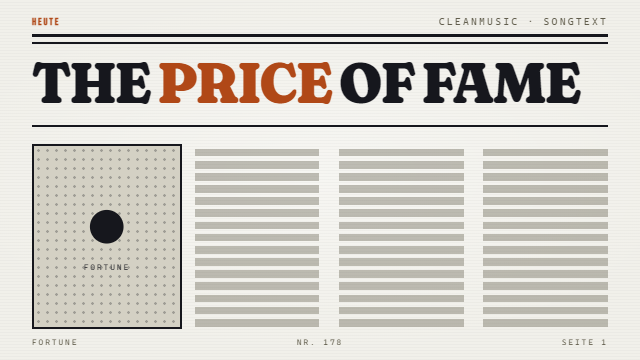 HEUTE
CLEANMUSIC · SONGTEXT
THE PRICE OF FAME
FORTUNE
FORTUNE
NR. 178
SEITE 1